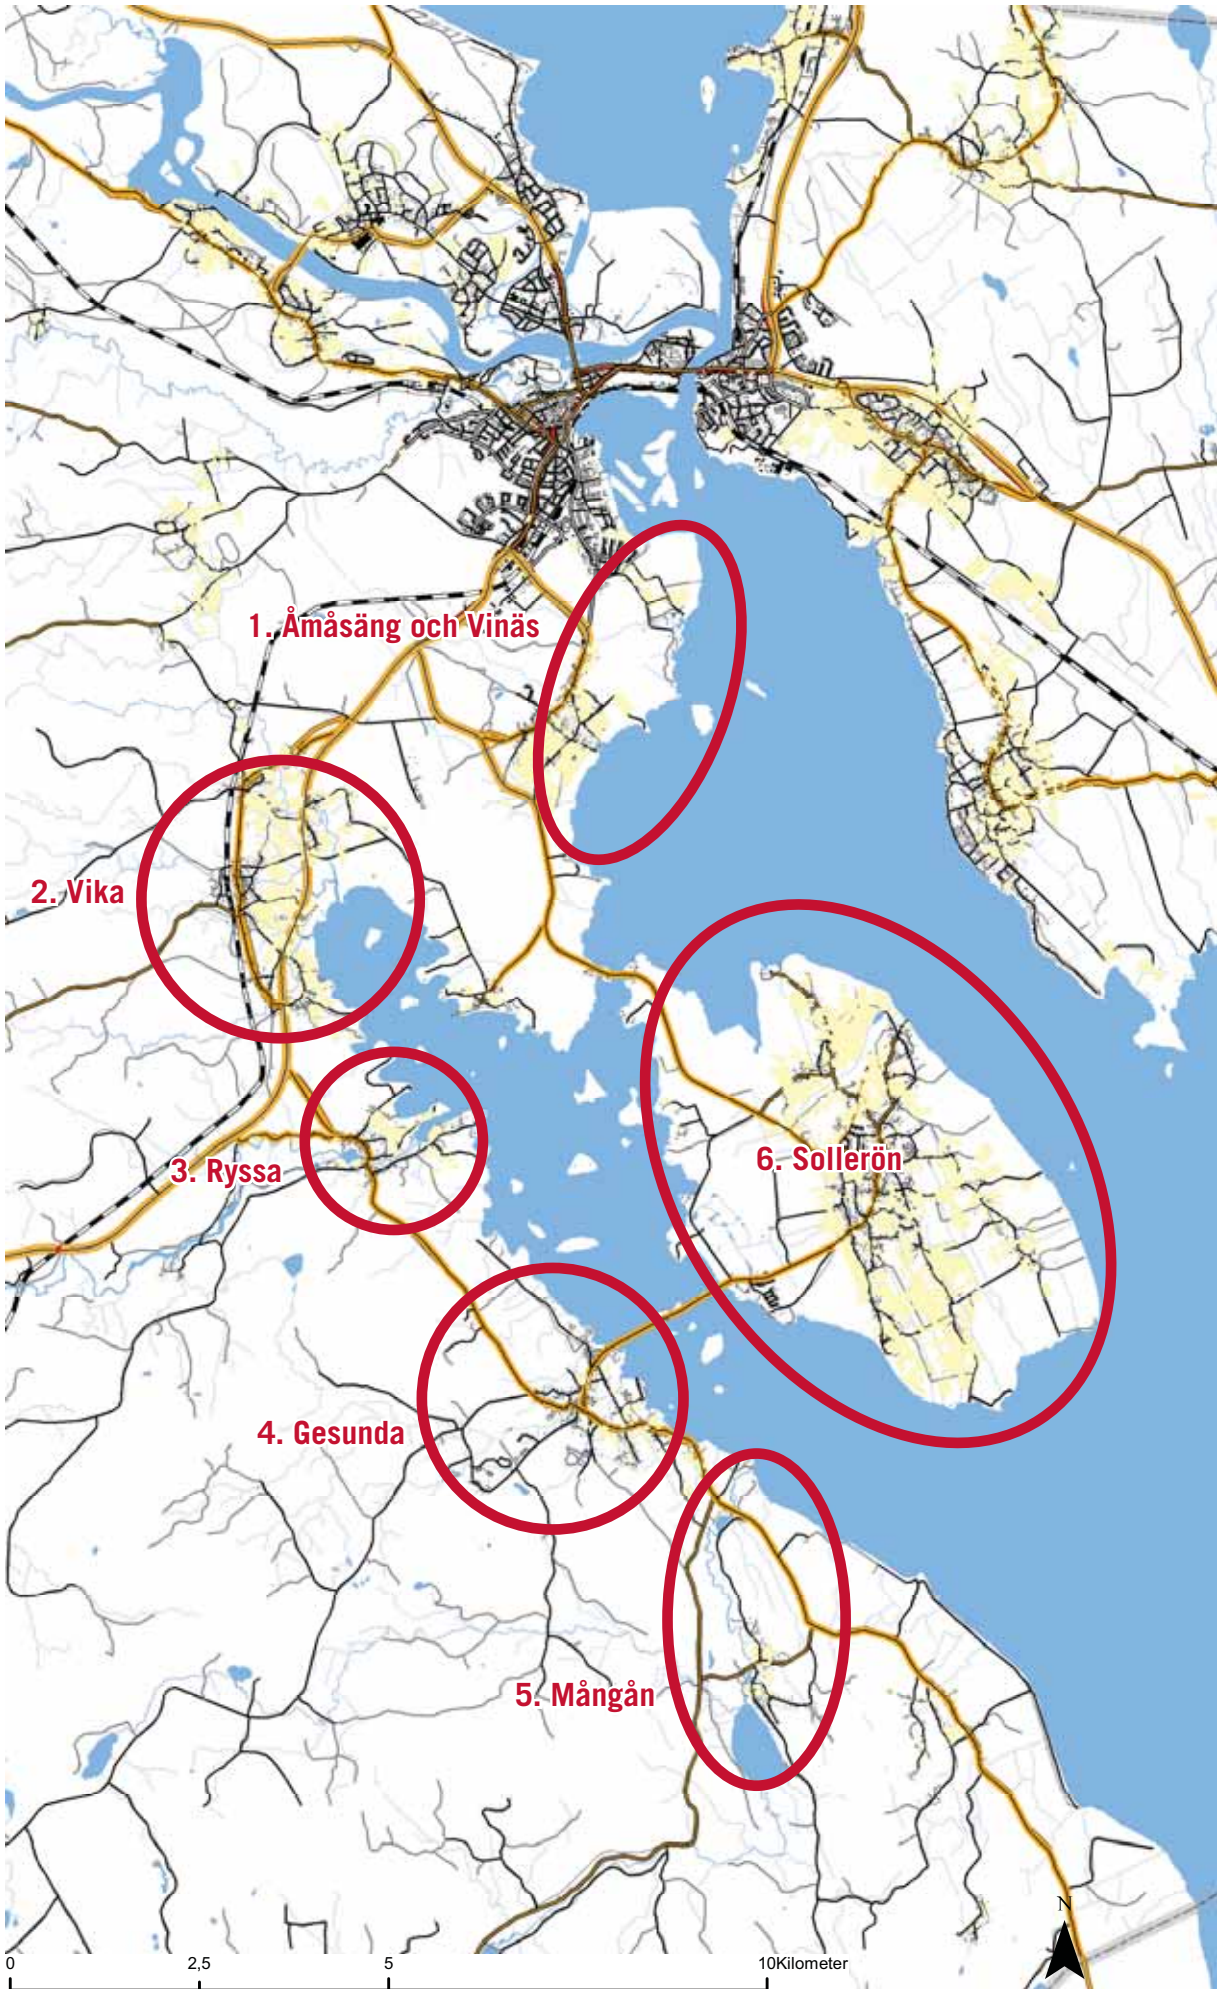 1. Åmåsäng och Vinäs
2. Vika
3. Ryssa
6. Sollerön
4. Gesunda
5. Mångån
N
0 2,5 5 10Kilometer